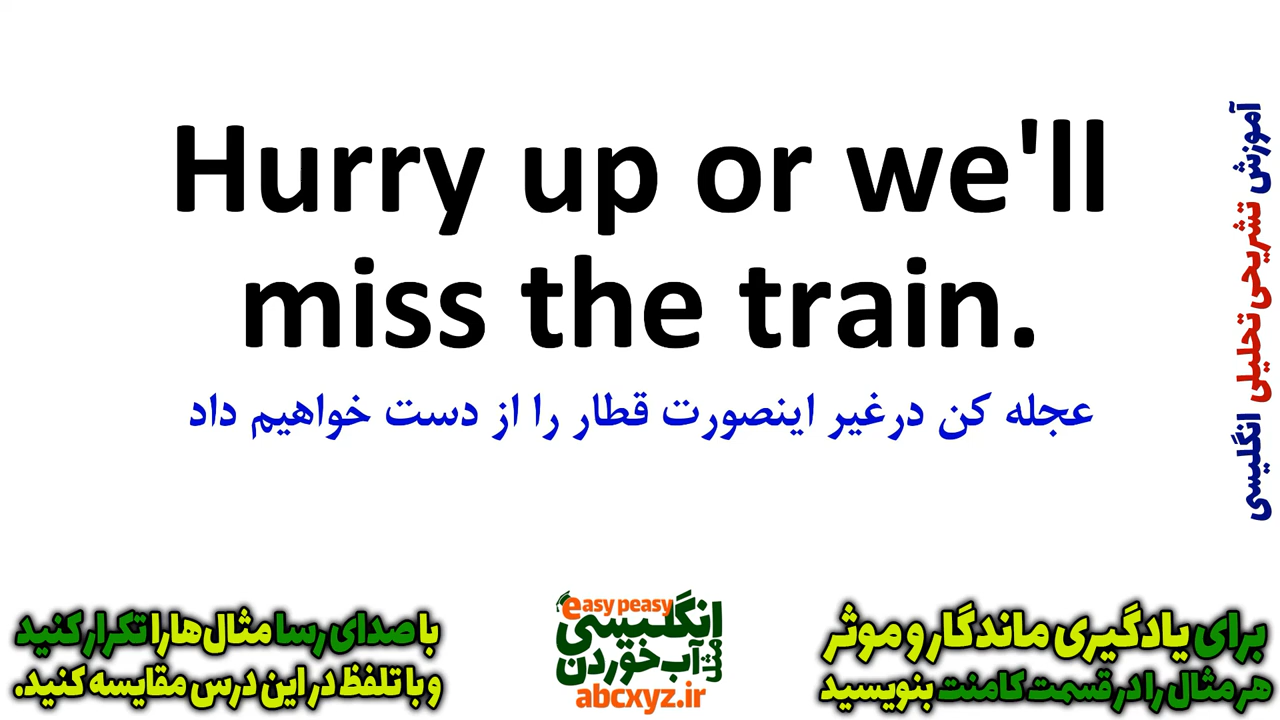 Hurry up or we'll
miss the train.
عجله کن درغیر اینصورت قطار را از دست خواهیم داد
آموزش تشریحی تحلیلی انگلیسی
با صدای رسا مثال‌ها را تکرار کنید
و با تلفظ در این درس مقایسه کنید.
easy peasy
انگلیسی
مثل
آب خوردن
abcxyz.ir
برای یادگیری ماندگار و موثر
هر مثال را در قسمت کامنت بنویسید